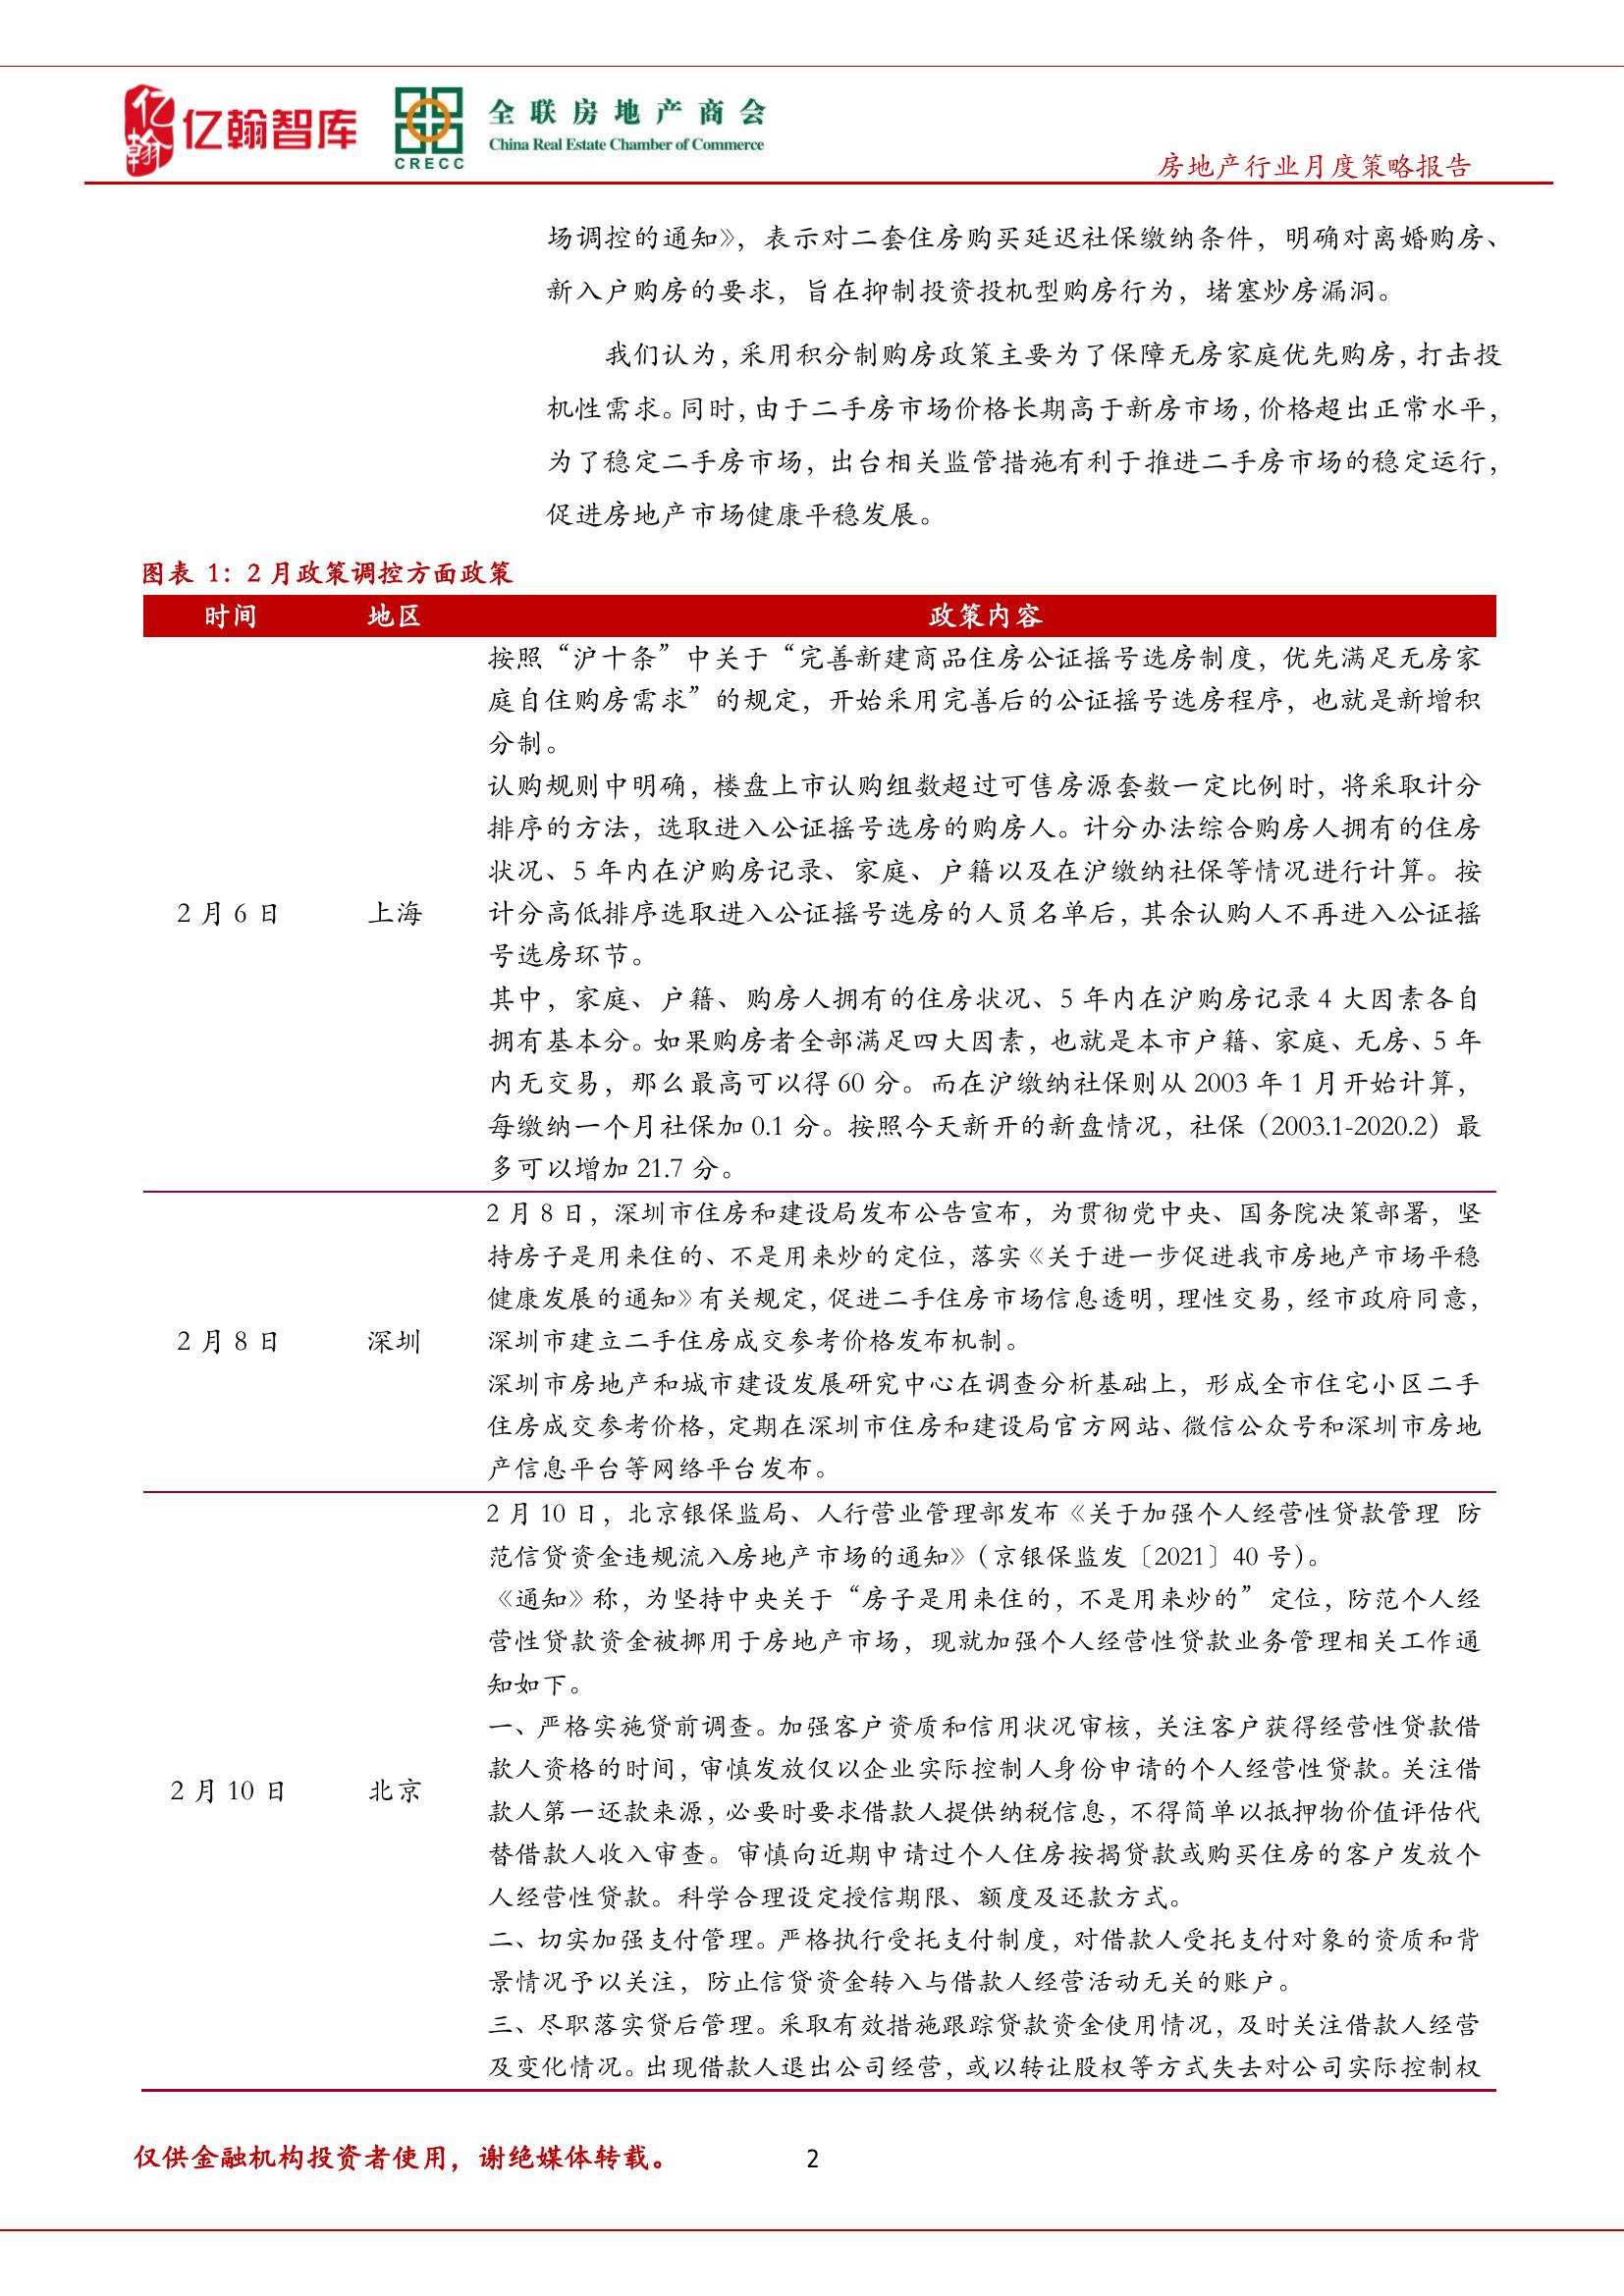 亿翰
亿翰智库
CRECC
全联房地产商会
China Real Estate Chamber of Commerce
房地产行业月度策略报告
场调控的通知》，表示对二套住房购买延迟社保缴纳条件，明确对离婚购房、
新入户购房的要求，旨在抑制投资投机型购房行为，堵塞炒房漏洞。
我们认为，采用积分制购房政策主要为了保障无房家庭优先购房，打击投
机性需求。同时，由于二手房市场价格长期高于新房市场，价格超出正常水平，
为了稳定二手房市场，出台相关监管措施有利于推进二手房市场的稳定运行，
促进房地产市场健康平稳发展。
图表 1：2 月政策调控方面政策
时间 地区 政策内容
按照“沪十条”中关于“完善新建商品住房公证摇号选房制度，优先满足无房家
庭自住购房需求”的规定，开始采用完善后的公证摇号选房程序，也就是新增积
分制。
认购规则中明确，楼盘上市认购组数超过可售房源套数一定比例时，将采取计分
排序的方法，选取进入公证摇号选房的购房人。计分办法综合购房人拥有的住房
状况、5 年内在沪购房记录、家庭、户籍以及在沪缴纳社保等情况进行计算。按
2 月 6 日 上海 计分高低排序选取进入公证摇号选房的人员名单后，其余认购人不再进入公证摇
号选房环节。
其中，家庭、户籍、购房人拥有的住房状况、5 年内在沪购房记录 4 大因素各自
拥有基本分。如果购房者全部满足四大因素，也就是本市户籍、家庭、无房、5 年
内无交易，那么最高可以得 60 分。而在沪缴纳社保则从 2003 年 1 月开始计算，
每缴纳一个月社保加 0.1 分。按照今天新开的新盘情况，社保（2003.1-2020.2）最
多可以增加 21.7 分。
2 月 8 日，深圳市住房和建设局发布公告宣布，为贯彻党中央、国务院决策部署，坚
持房子是用来住的、不是用来炒的定位，落实《关于进一步促进我市房地产市场平稳
健康发展的通知》有关规定，促进二手住房市场信息透明，理性交易，经市政府同意，
2 月 8 日 深圳 深圳市建立二手住房成交参考价格发布机制。
深圳市房地产和城市建设发展研究中心在调查分析基础上，形成全市住宅小区二手
住房成交参考价格，定期在深圳市住房和建设局官方网站、微信公众号和深圳市房地
产信息平台等网络平台发布。
2 月 10 日，北京银保监局、人行营业管理部发布《关于加强个人经营性贷款管理 防
范信贷资金违规流入房地产市场的通知》（京银保监发〔2021〕40 号）。
《通知》称，为坚持中央关于“房子是用来住的，不是用来炒的”定位，防范个人经
营性贷款资金被挪用于房地产市场，现就加强个人经营性贷款业务管理相关工作通
知如下。
一、严格实施贷前调查。加强客户资质和信用状况审核，关注客户获得经营性贷款借
款人资格的时间，审慎发放仅以企业实际控制人身份申请的个人经营性贷款。关注借
2 月 10 日 北京 款人第一还款来源，必要时要求借款人提供纳税信息，不得简单以抵押物价值评估代
替借款人收入审查。审慎向近期申请过个人住房按揭贷款或购买住房的客户发放个
人经营性贷款。科学合理设定授信期限、额度及还款方式。
二、切实加强支付管理。严格执行受托支付制度，对借款人受托支付对象的资质和背
景情况予以关注，防止信贷资金转入与借款人经营活动无关的账户。
三、尽职落实贷后管理。采取有效措施跟踪贷款资金使用情况，及时关注借款人经营
及变化情况。出现借款人退出公司经营，或以转让股权等方式失去对公司实际控制权
仅供金融机构投资者使用，谢绝媒体转载。 2